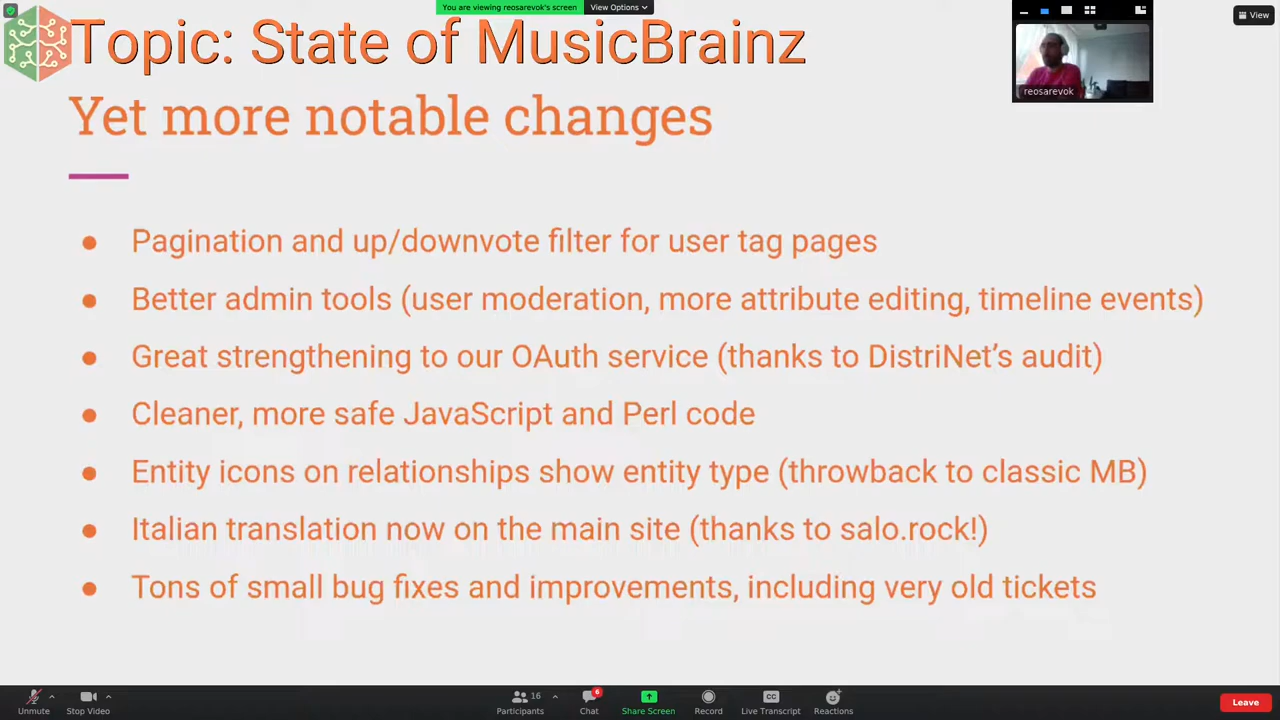 You are viewing reosarevok's screen
View Options
View
Topic: State of MusicBrainz
reosarevok
Yet more notable changes
● Pagination and up/downvote filter for user tag pages
● Better admin tools (user moderation, more attribute editing, timeline events)
● Great strengthening to our OAuth service (thanks to DistriNet’s audit)
● Cleaner, more safe JavaScript and Perl code
● Entity icons on relationships show entity type (throwback to classic MB)
● Italian translation now on the main site (thanks to salo.rock!)
● Tons of small bug fixes and improvements, including very old tickets
Unmute
Stop Video
16
Participants
6
Chat
Share Screen
Record
CC
Live Transcript
Reactions
Leave